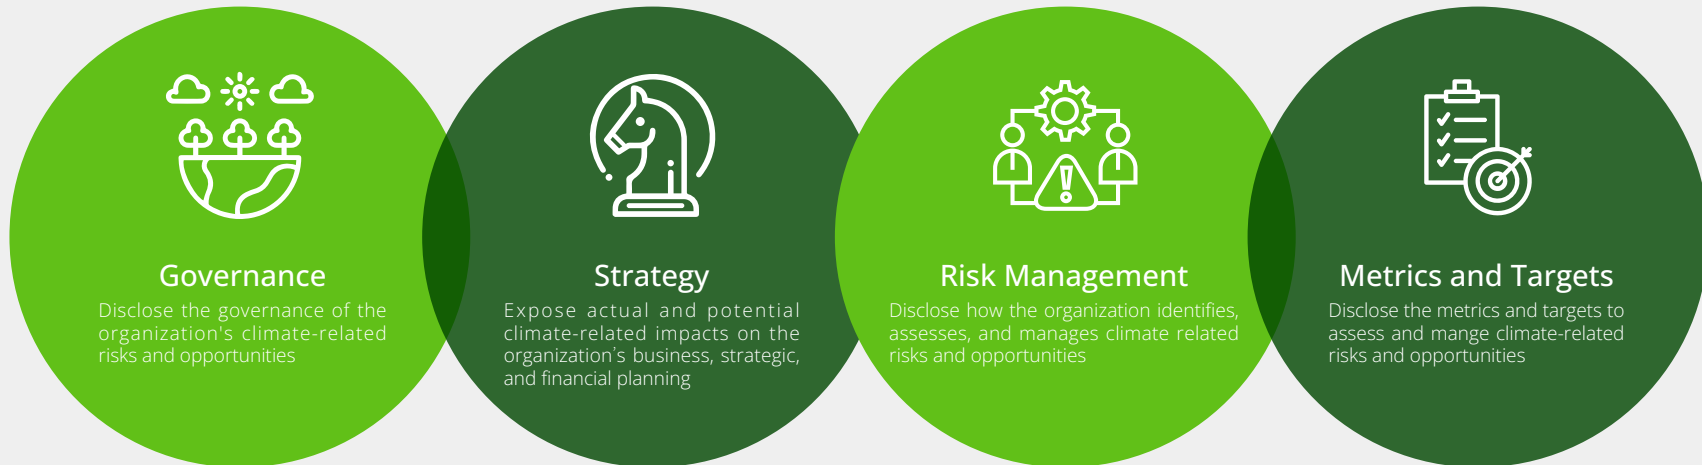 Governance
Disclose the governance of the
organization's climate-related
risks and opportunities
Strategy
Expose actual and potential
climate-related impacts on the
organization's business, strategic,
and financial planning
Risk Management
Disclose how the organization identifies,
assesses, and manages climate related
risks and opportunities
Metrics and Targets
Disclose the metrics and targets to
assess and mange climate-related
risks and opportunities